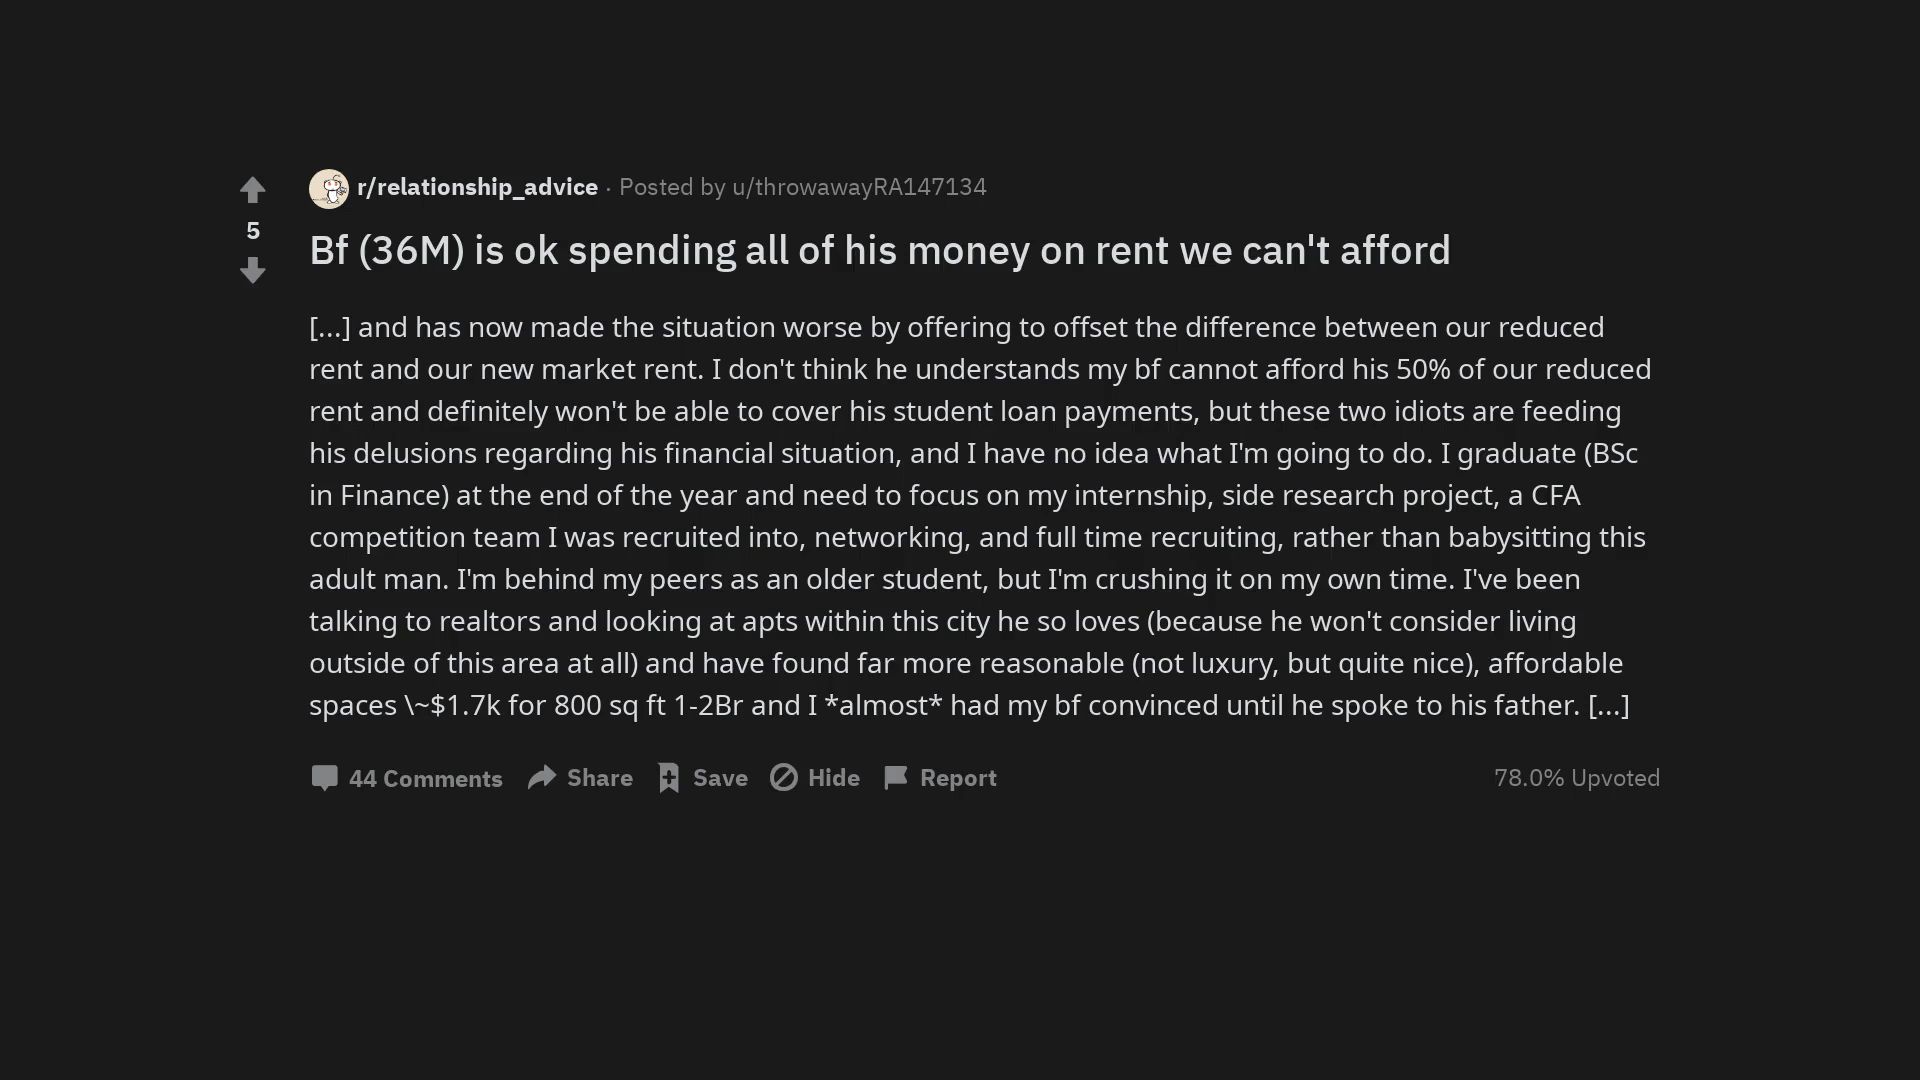 r/relationship_advice · Posted by u/throwawayRA147134
5
Bf (36M) is ok spending all of his money on rent we can't afford
[...] and has now made the situation worse by offering to offset the difference between our reduced
rent and our new market rent. I don't think he understands my bf cannot afford his 50% of our reduced
rent and definitely won't be able to cover his student loan payments, but these two idiots are feeding
his delusions regarding his financial situation, and I have no idea what I'm going to do. I graduate (BSc
in Finance) at the end of the year and need to focus on my internship, side research project, a CFA
competition team I was recruited into, networking, and full time recruiting, rather than babysitting this
adult man. I'm behind my peers as an older student, but I'm crushing it on my own time. I've been
talking to realtors and looking at apts within this city he so loves (because he won't consider living
outside of this area at all) and have found far more reasonable (not luxury, but quite nice), affordable
spaces \~$1.7k for 800 sq ft 1-2Br and I *almost* had my bf convinced until he spoke to his father. [...]
44 Comments Share Save Hide Report 78.0% Upvoted